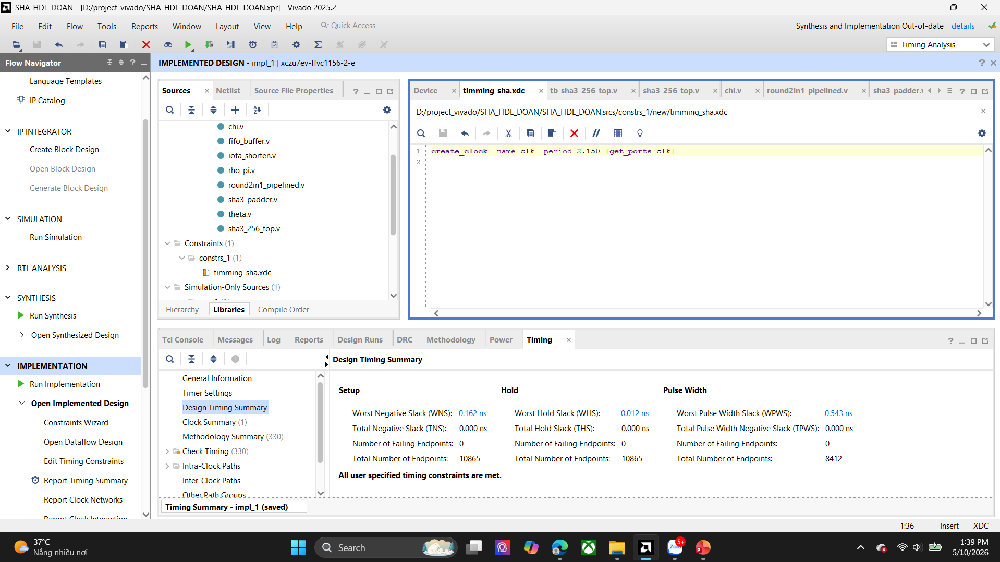 SHA_HDL_DOAN - [D:/project_vivado/SHA_HDL_DOAN/SHA_HDL_DOAN.xpr] - Vivado 2025.2
File Edit Flow Tools Reports Window Layout View Help Quick Access
Synthesis and Implementation Out-of-date details
Timing Analysis
Flow Navigator
Language Templates
IP Catalog
IP INTEGRATOR
Create Block Design
Open Block Design
Generate Block Design
SIMULATION
Run Simulation
RTL ANALYSIS
SYNTHESIS
Run Synthesis
Open Synthesized Design
IMPLEMENTATION
Run Implementation
Open Implemented Design
Constraints Wizard
Open Dataflow Design
Edit Timing Constraints
Report Timing Summary
Report Clock Networks
Report Clock Interaction
IMPLEMENTED DESIGN - impl_1 | xczu7ev-ffvc1156-2-e
Sources Netlist Source File Properties
chi.v
fifo_buffer.v
iota_shorten.v
rho_pi.v
round2in1_pipelined.v
sha3_padder.v
theta.v
sha3_256_top.v
Constraints (1)
constrs_1 (1)
timming_sha.xdc
Simulation-Only Sources (1)
Hierarchy Libraries Compile Order
Device timming_sha.xdc tb_sha3_256_top.v sha3_256_top.v chi.v round2in1_pipelined.v sha3_padder.v
D:/project_vivado/SHA_HDL_DOAN/SHA_HDL_DOAN.srcs/constrs_1/new/timming_sha.xdc
1 create_clock -name clk -period 2.150 [get_ports clk]
2
Tcl Console Messages Log Reports Design Runs DRC Methodology Power Timing
General Information
Timer Settings
Design Timing Summary
Clock Summary (1)
Methodology Summary (330)
Check Timing (330)
Intra-Clock Paths
Inter-Clock Paths
Other Path Groups
Design Timing Summary
Setup Hold Pulse Width
Worst Negative Slack (WNS): 0.162 ns Worst Hold Slack (WHS): 0.012 ns Worst Pulse Width Slack (WPWS): 0.543 ns
Total Negative Slack (TNS): 0.000 ns Total Hold Slack (THS): 0.000 ns Total Pulse Width Negative Slack (TPWS): 0.000 ns
Number of Failing Endpoints: 0 Number of Failing Endpoints: 0 Number of Failing Endpoints: 0
Total Number of Endpoints: 10865 Total Number of Endpoints: 10865 Total Number of Endpoints: 8412
All user specified timing constraints are met.
Timing Summary - impl_1 (saved)
1:36 Insert XDC
37°C
Nắng nhiều nơi
Search
Zalo
5+
1:39 PM
5/10/2026